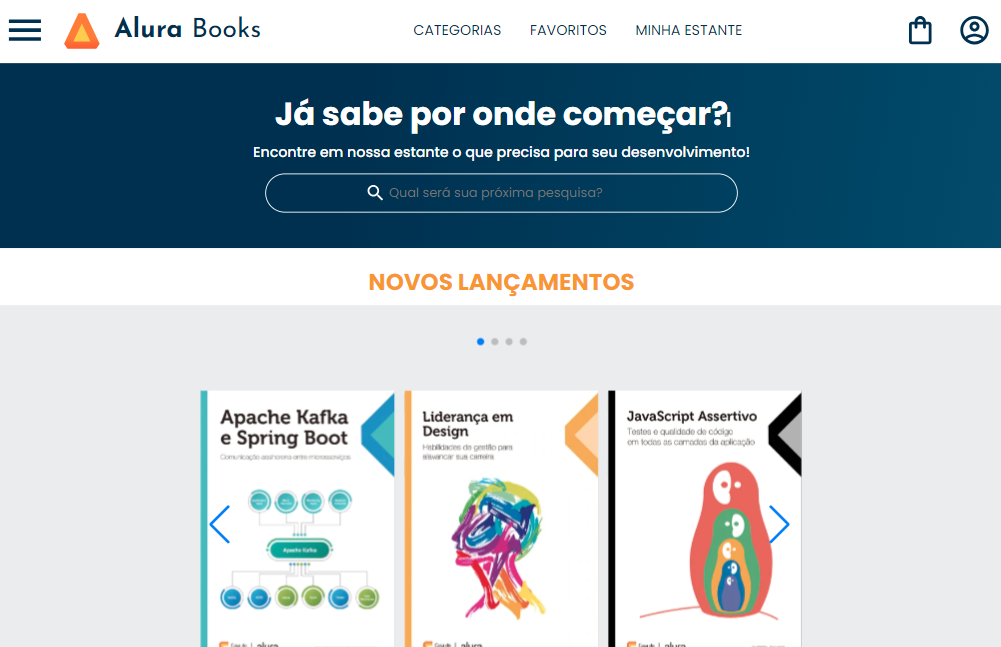 Alura Books
CATEGORIAS
FAVORITOS
MINHA ESTANTE
Já sabe por onde começar?
Encontre em nossa estante o que precisa para seu desenvolvimento!
Qual será sua próxima pesquisa?
NOVOS LANÇAMENTOS
Apache Kafka
e Spring Boot
Comunicação assíncrona entre microsserviços
Apache Kafka
Liderança em
Design
Habilidades de gestão para
alavancar sua carreira
JavaScript Assertivo
Testes e qualidade de código
em todas as camadas da aplicação
alura
alura
alura